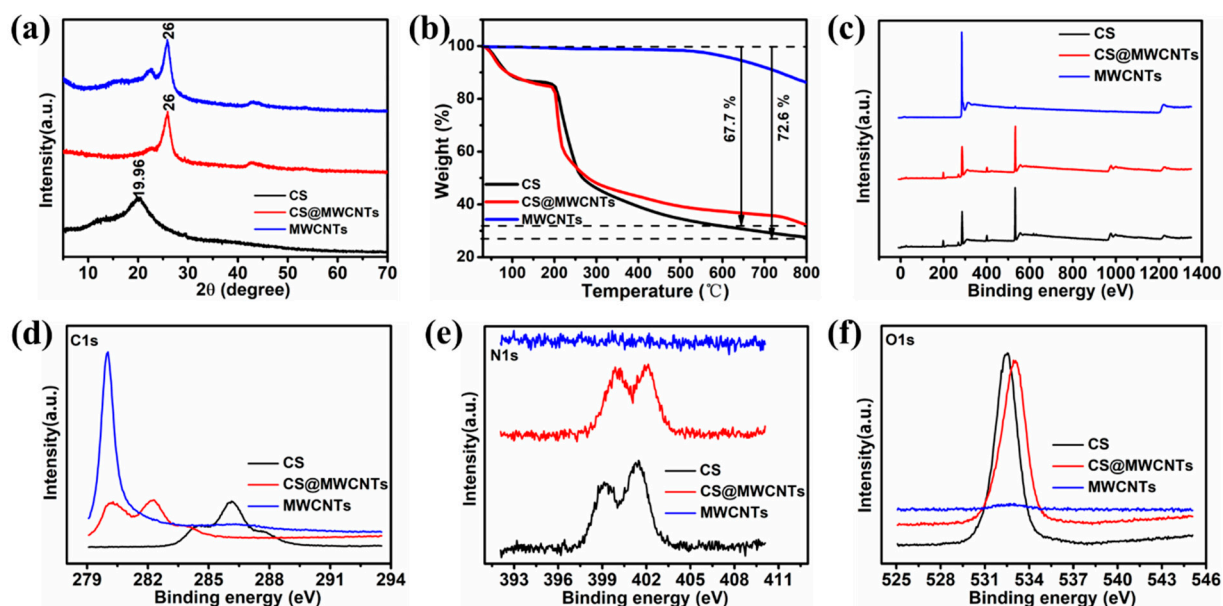 (a)
Intensity(a.u.)
26
26
19.96
CS
CS@MWCNTs
MWCNTs
10 20 30 40 50 60 70
2θ (degree)
(b)
Weight (%)
100
80
60
40
20
67.7 %
72.6 %
CS
CS@MWCNTs
MWCNTs
100 200 300 400 500 600 700 800
Temperature (℃)
(c)
Intensity(a.u.)
CS
CS@MWCNTs
MWCNTs
0 200 400 600 800 1000 1200 1400
Binding energy (eV)
(d)
C1s
Intensity(a.u.)
CS
CS@MWCNTs
MWCNTs
279 282 285 288 291 294
Binding energy (eV)
(e)
N1s
Intensity(a.u.)
CS
CS@MWCNTs
MWCNTs
393 396 399 402 405 408 411
Binding energy (eV)
(f)
O1s
Intensity(a.u.)
CS
CS@MWCNTs
MWCNTs
525 528 531 534 537 540 543 546
Binding energy (eV)